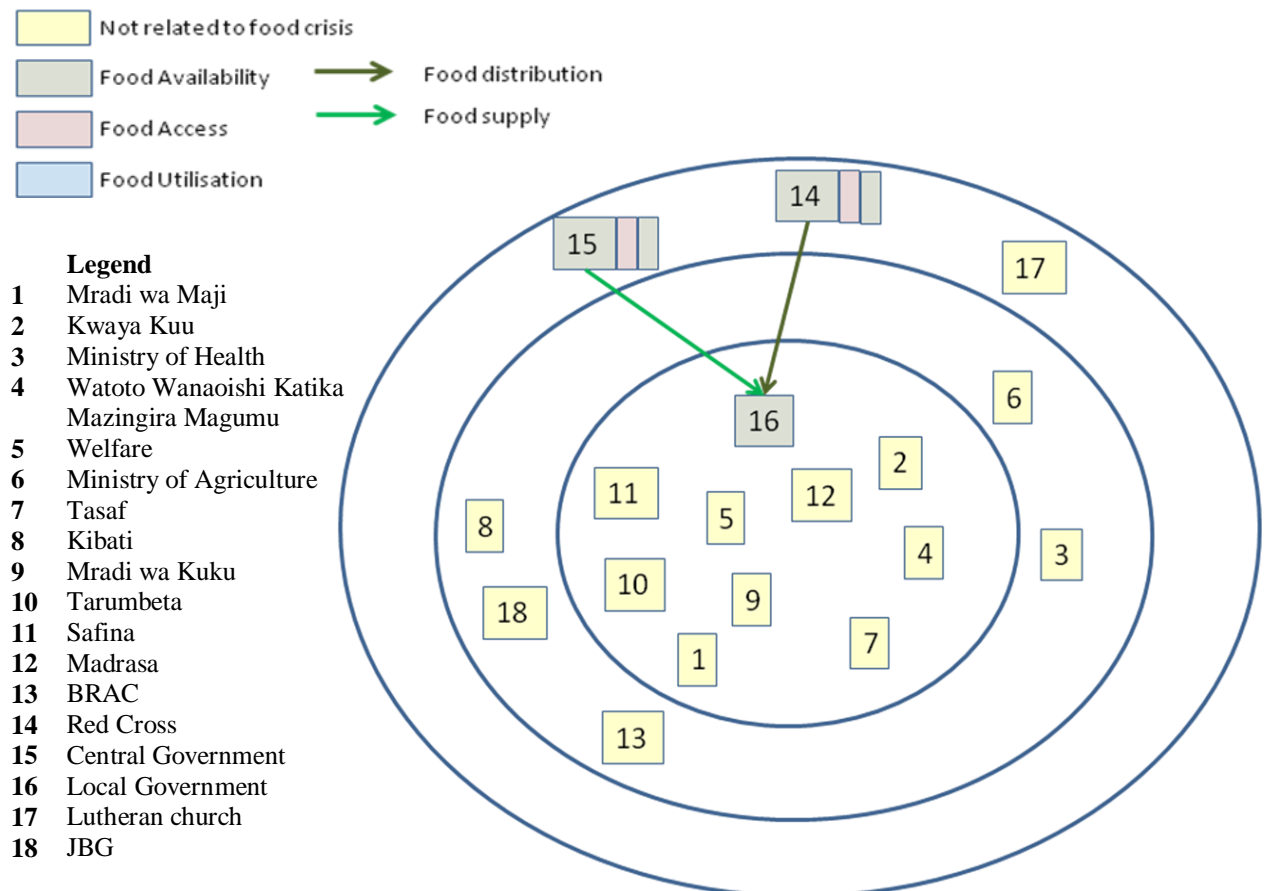 Not related to food crisis
Food Availability
Food distribution
Food Access
Food supply
Food Utilisation
Legend
1 Mradi wa Maji
2 Kwaya Kuu
3 Ministry of Health
4 Watoto Wanaoishi Katika
Mazingira Magumu
5 Welfare
6 Ministry of Agriculture
7 Tasaf
8 Kibati
9 Mradi wa Kuku
10 Tarumbeta
11 Safina
12 Madrasa
13 BRAC
14 Red Cross
15 Central Government
16 Local Government
17 Lutheran church
18 JBG
14
15
17
6
16
2
11
12
5
8
4
3
10
9
18
7
1
13